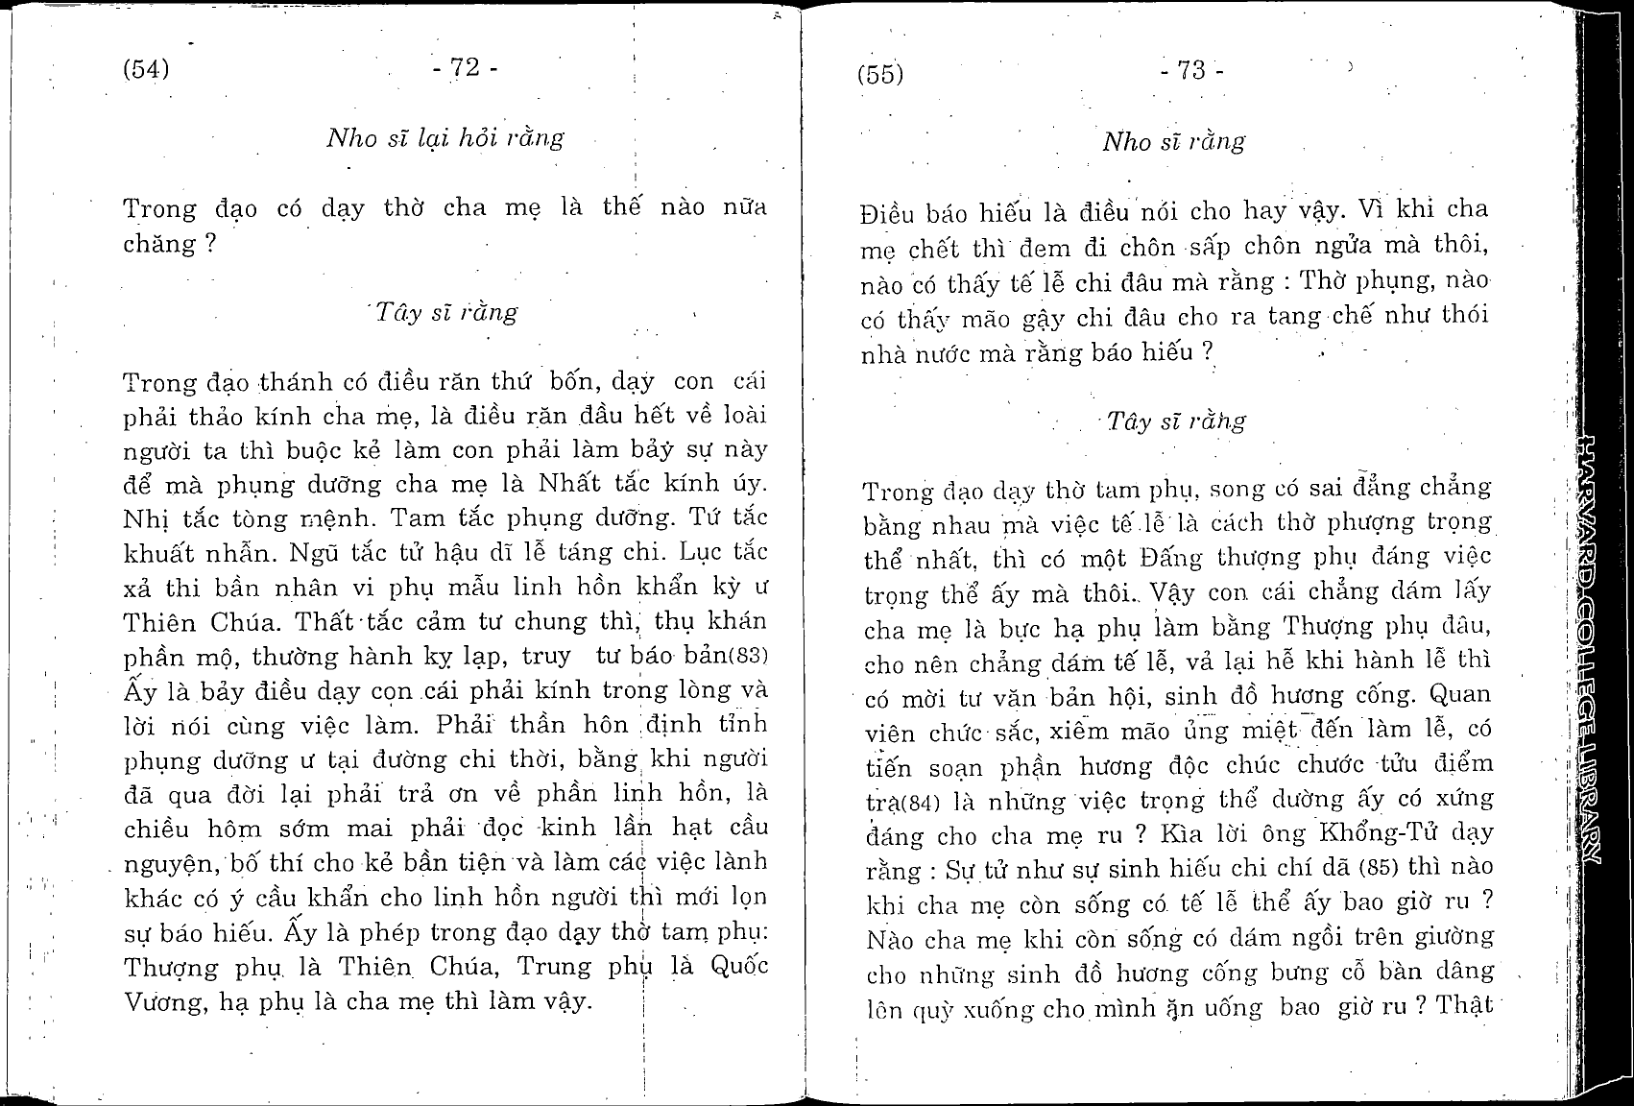 (54)
- 72 -
Nho sĩ lại hỏi rằng
Trong đạo có dạy thờ cha mẹ là thế nào nữa
chăng ?
Tây sĩ rằng
Trong đạo thánh có điều răn thứ bốn, dạy con cái
phải thảo kính cha mẹ, là điều răn đầu hết về loài
người ta thì buộc kẻ làm con phải làm bảy sự này
để mà phụng dưỡng cha mẹ là Nhất tắc kính úy.
Nhị tắc tòng mệnh. Tam tắc phụng dưỡng. Tứ tắc
khuất nhẫn. Ngũ tắc tử hậu dĩ lễ táng chi. Lục tắc
xả thi bần nhân vi phụ mẫu linh hồn khẩn kỳ ư
Thiên Chúa. Thất tắc cảm tư chung thì, thụ khán
phần mộ, thường hành kỵ lạp, truy tư báo bản(83)
Ấy là bảy điều dạy con cái phải kính trong lòng và
lời nói cùng việc làm. Phải thần hôn định tỉnh
phụng dưỡng ư tại đường chi thời, bằng khi người
đã qua đời lại phải trả ơn về phần linh hồn, là
chiều hôm sớm mai phải đọc kinh lần hạt cầu
nguyện, bố thí cho kẻ bần tiện và làm các việc lành
khác có ý cầu khẩn cho linh hồn người thì mới lọn
sự báo hiếu. Ấy là phép trong đạo dạy thờ tam phụ:
Thượng phụ là Thiên Chúa, Trung phụ là Quốc
Vương, hạ phụ là cha mẹ thì làm vậy.
(55)
- 73 -
Nho sĩ rằng
Điều báo hiếu là điều nói cho hay vậy. Vì khi cha
mẹ chết thì đem đi chôn sấp chôn ngửa mà thôi,
nào có thấy tế lễ chi đâu mà rằng : Thờ phụng, nào
có thấy mão gậy chi đâu cho ra tang chế như thói
nhà nước mà rằng báo hiếu ?
Tây sĩ rằng
Trong đạo dạy thờ tam phụ, song có sai đẳng chẳng
bằng nhau mà việc tế lễ là cách thờ phượng trọng
thể nhất, thì có một Đấng thượng phụ đáng việc
trọng thể ấy mà thôi. Vậy con cái chẳng dám lấy
cha mẹ là bực hạ phụ làm bằng Thượng phụ đâu,
cho nên chẳng dám tế lễ, vả lại hễ khi hành lễ thì
có mời tư văn bản hội, sinh đồ hương cống. Quan
viên chức sắc, xiêm mão ủng miệt đến làm lễ, có
tiến soạn phần hương độc chúc chước tửu điểm
trà(84) là những việc trọng thể dường ấy có xứng
đáng cho cha mẹ ru ? Kìa lời ông Khổng-Tử dạy
rằng : Sự tử như sự sinh hiếu chi chí dã (85) thì nào
khi cha mẹ còn sống có tế lễ thể ấy bao giờ ru ?
Nào cha mẹ khi còn sống có dám ngồi trên giường
cho những sinh đồ hương cống bưng cỗ bàn dâng
lên quỳ xuống cho mình ăn uống bao giờ ru ? Thật
HARVARD COLLEGE LIBRARY